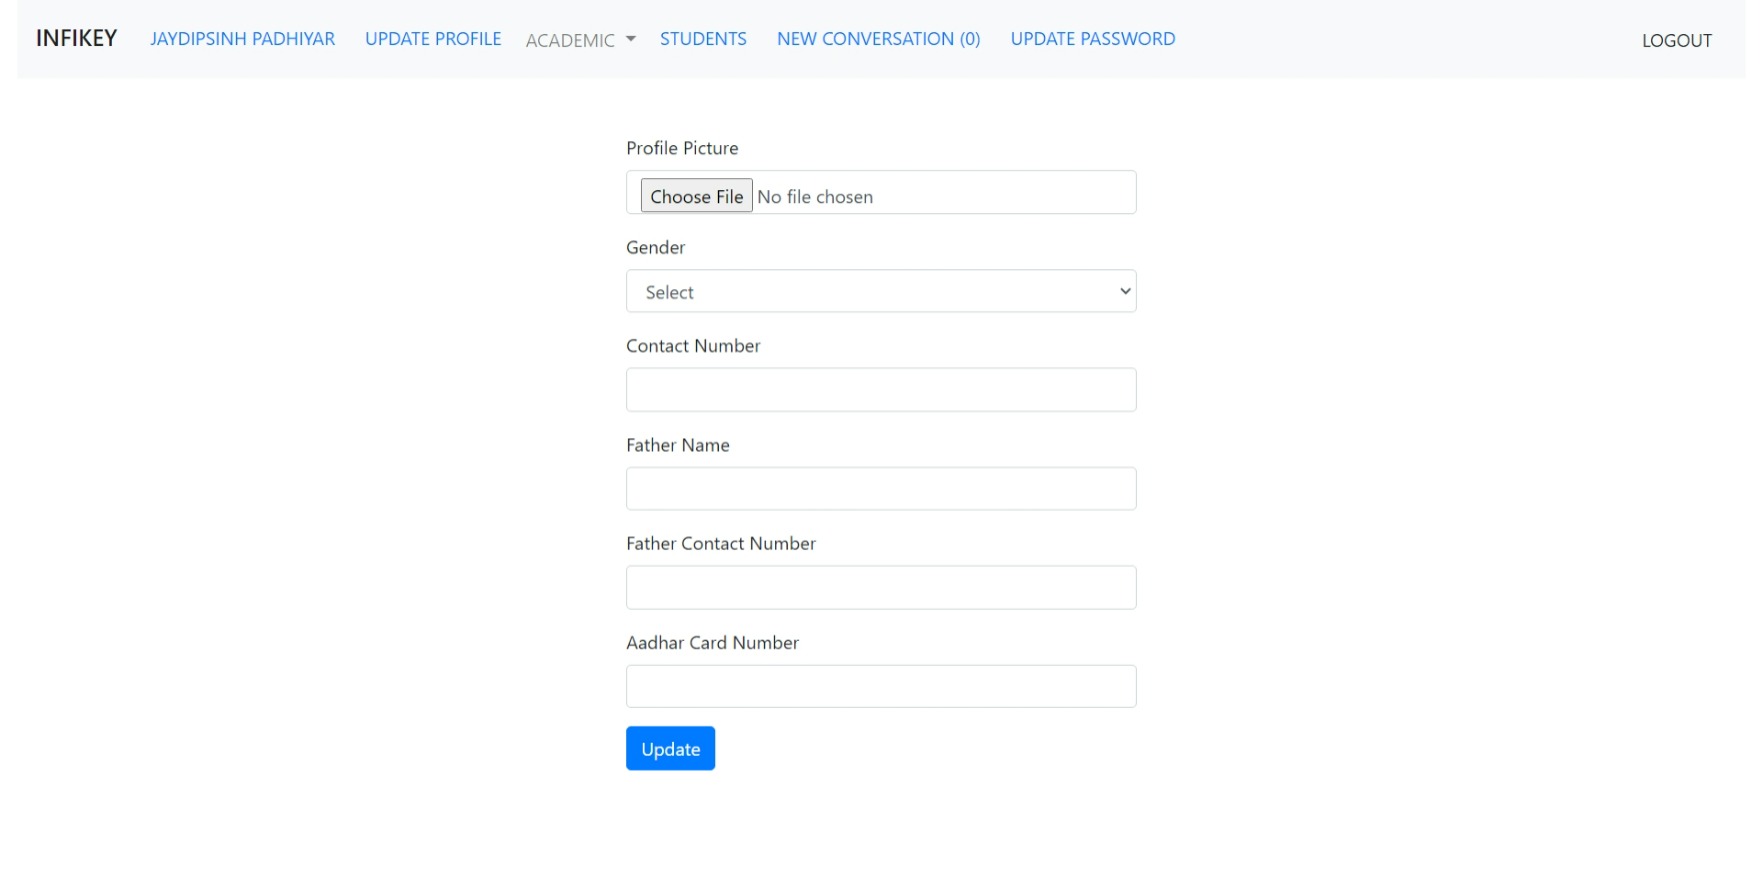 INFIKEY JAYDIPSINH PADHIYAR UPDATE PROFILE ACADEMIC STUDENTS NEW CONVERSATION (0) UPDATE PASSWORD LOGOUT
Profile Picture
Choose File No file chosen
Gender
Select
Contact Number
Father Name
Father Contact Number
Aadhar Card Number
Update